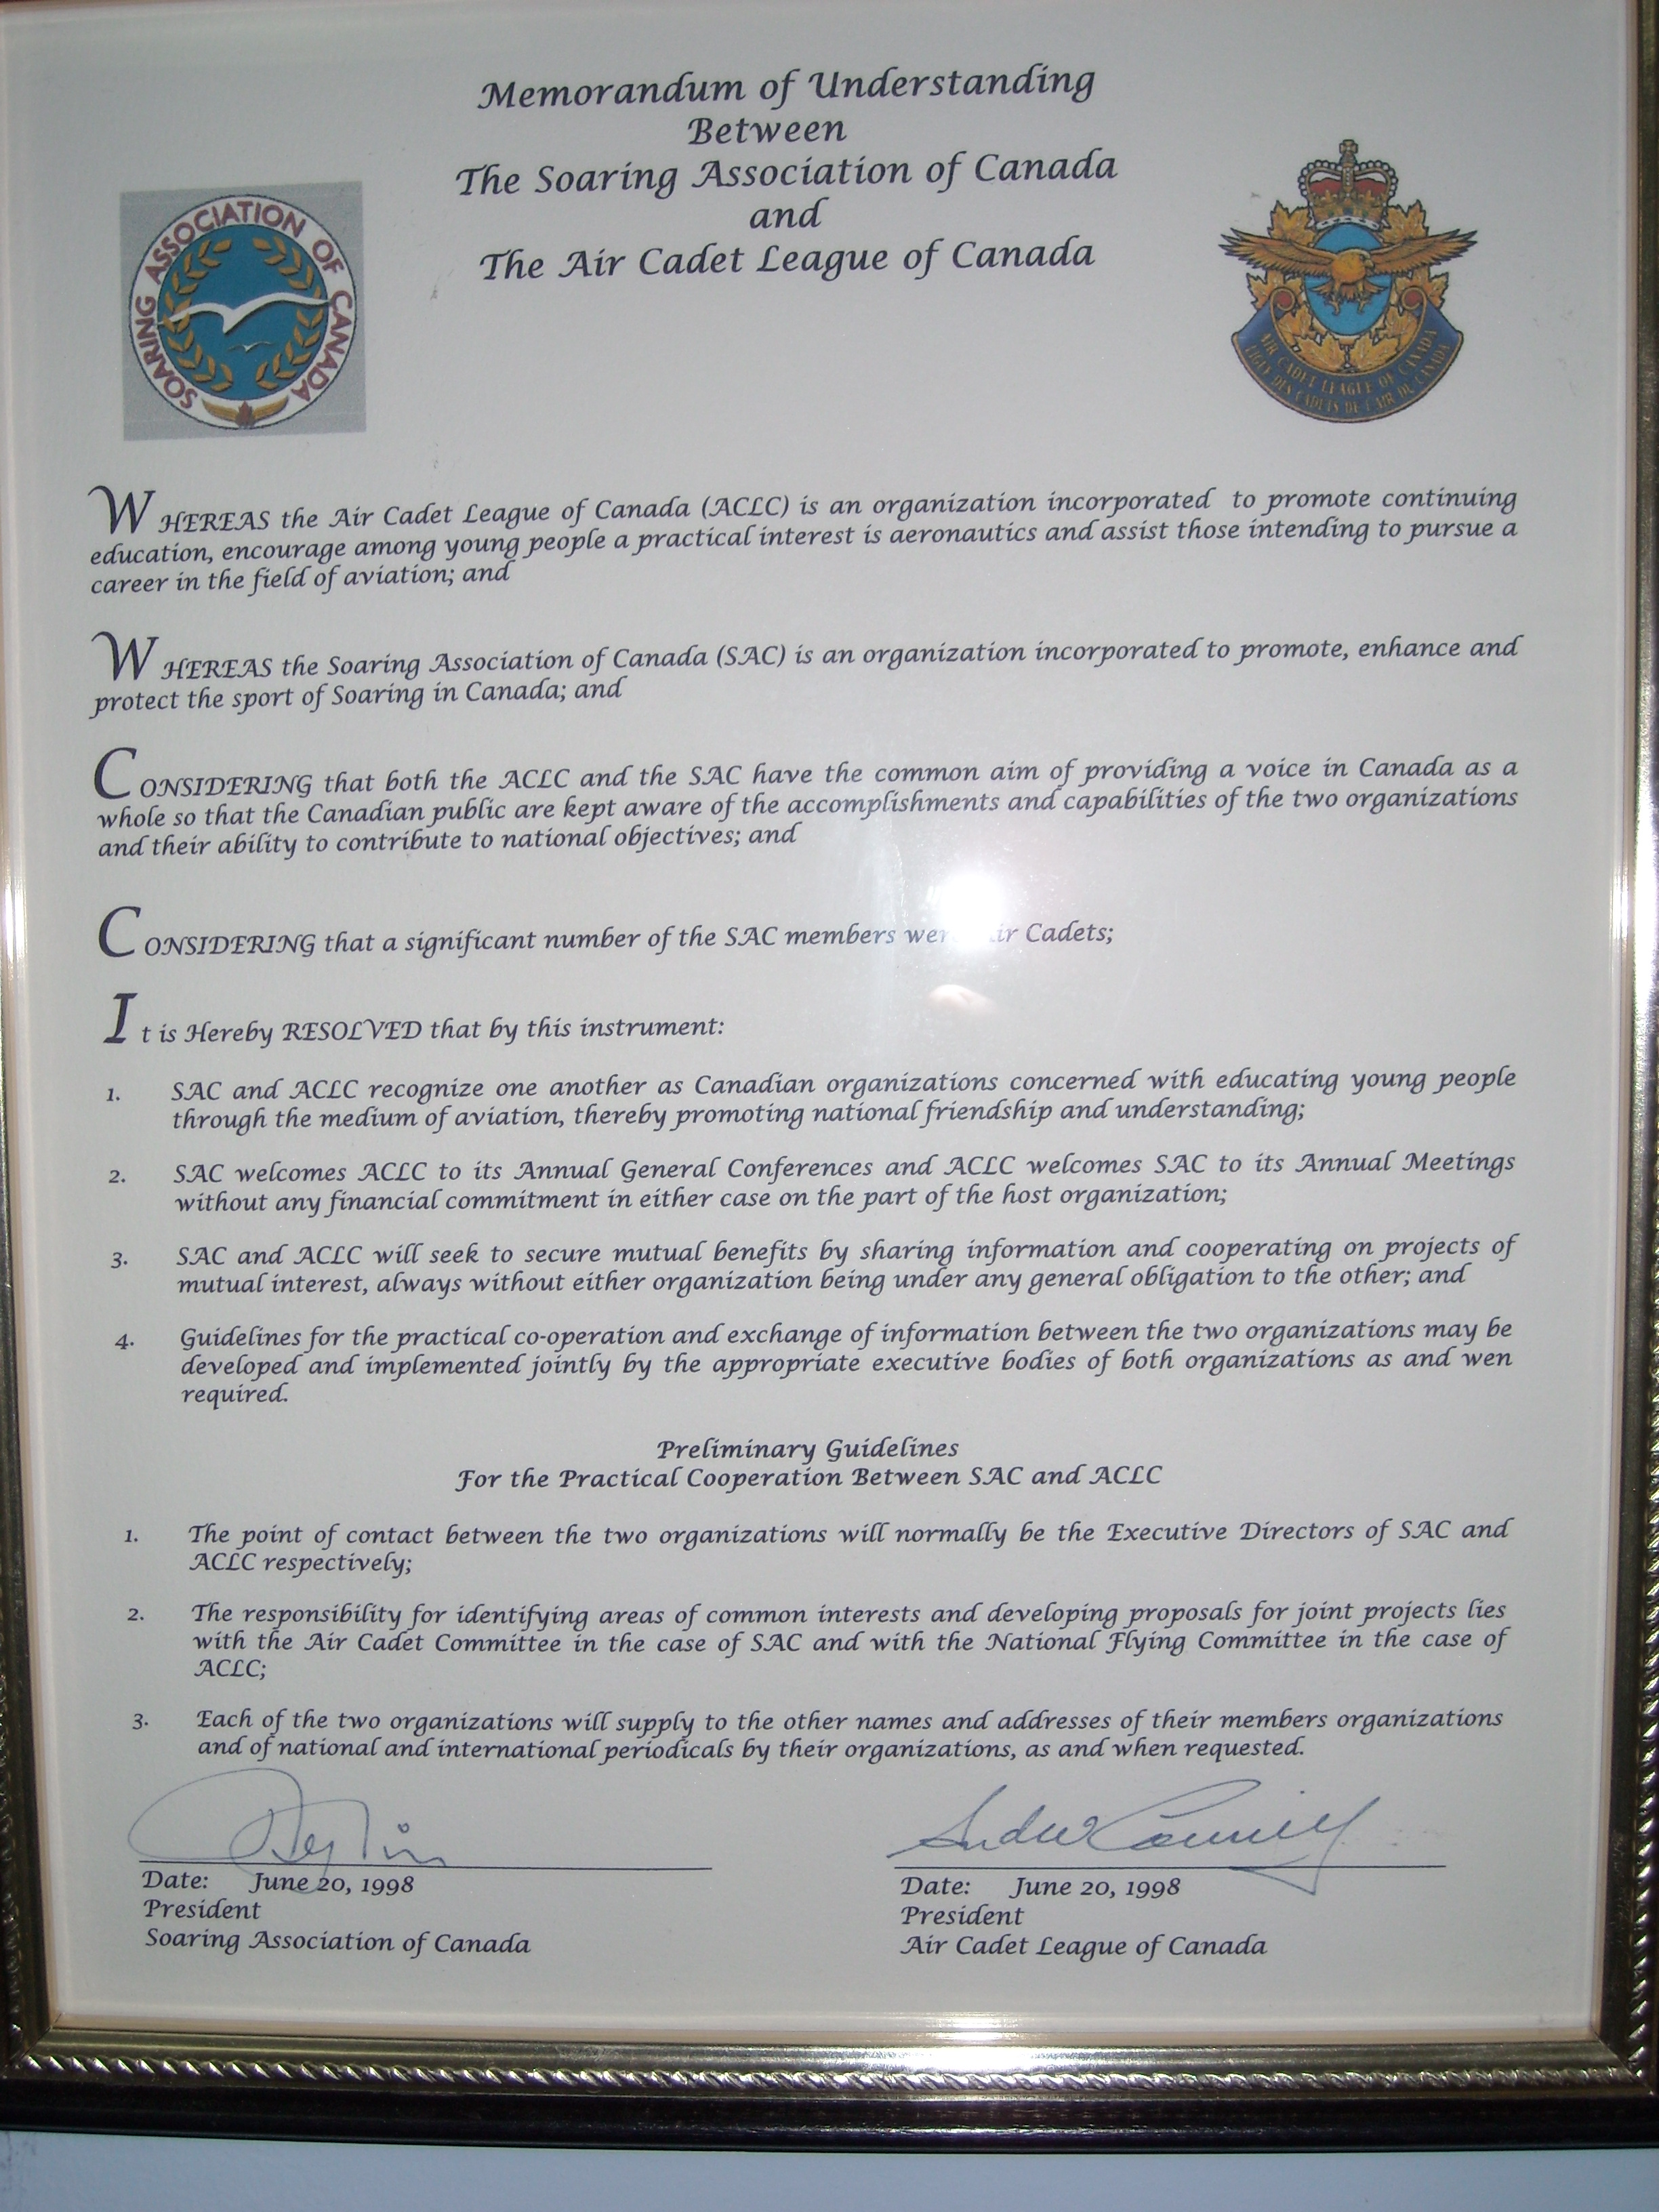 Memorandum of Understanding
Between
The Soaring Association of Canada
and
The Air Cadet League of Canada
SOARING ASSOCIATION OF CANADA
AIR CADET LEAGUE OF CANADA
LIGUE DES CADETS DE L'AIR DU CANADA
WHEREAS the Air Cadet League of Canada (ACLC) is an organization incorporated to promote continuing
education, encourage among young people a practical interest is aeronautics and assist those intending to pursue a
career in the field of aviation; and
WHEREAS the Soaring Association of Canada (SAC) is an organization incorporated to promote, enhance and
protect the sport of Soaring in Canada; and
CONSIDERING that both the ACLC and the SAC have the common aim of providing a voice in Canada as a
whole so that the Canadian public are kept aware of the accomplishments and capabilities of the two organizations
and their ability to contribute to national objectives; and
CONSIDERING that a significant number of the SAC members were Air Cadets;
It is Hereby RESOLVED that by this instrument:
1. SAC and ACLC recognize one another as Canadian organizations concerned with educating young people
through the medium of aviation, thereby promoting national friendship and understanding;
2. SAC welcomes ACLC to its Annual General Conferences and ACLC welcomes SAC to its Annual Meetings
without any financial commitment in either case on the part of the host organization;
3. SAC and ACLC will seek to secure mutual benefits by sharing information and cooperating on projects of
mutual interest, always without either organization being under any general obligation to the other; and
4. Guidelines for the practical co-operation and exchange of information between the two organizations may be
developed and implemented jointly by the appropriate executive bodies of both organizations as and wen
required.
Preliminary Guidelines
For the Practical Cooperation Between SAC and ACLC
1. The point of contact between the two organizations will normally be the Executive Directors of SAC and
ACLC respectively;
2. The responsibility for identifying areas of common interests and developing proposals for joint projects lies
with the Air Cadet Committee in the case of SAC and with the National Flying Committee in the case of
ACLC;
3. Each of the two organizations will supply to the other names and addresses of their members organizations
and of national and international periodicals by their organizations, as and when requested.
Date: June 20, 1998
President
Soaring Association of Canada
Date: June 20, 1998
President
Air Cadet League of Canada